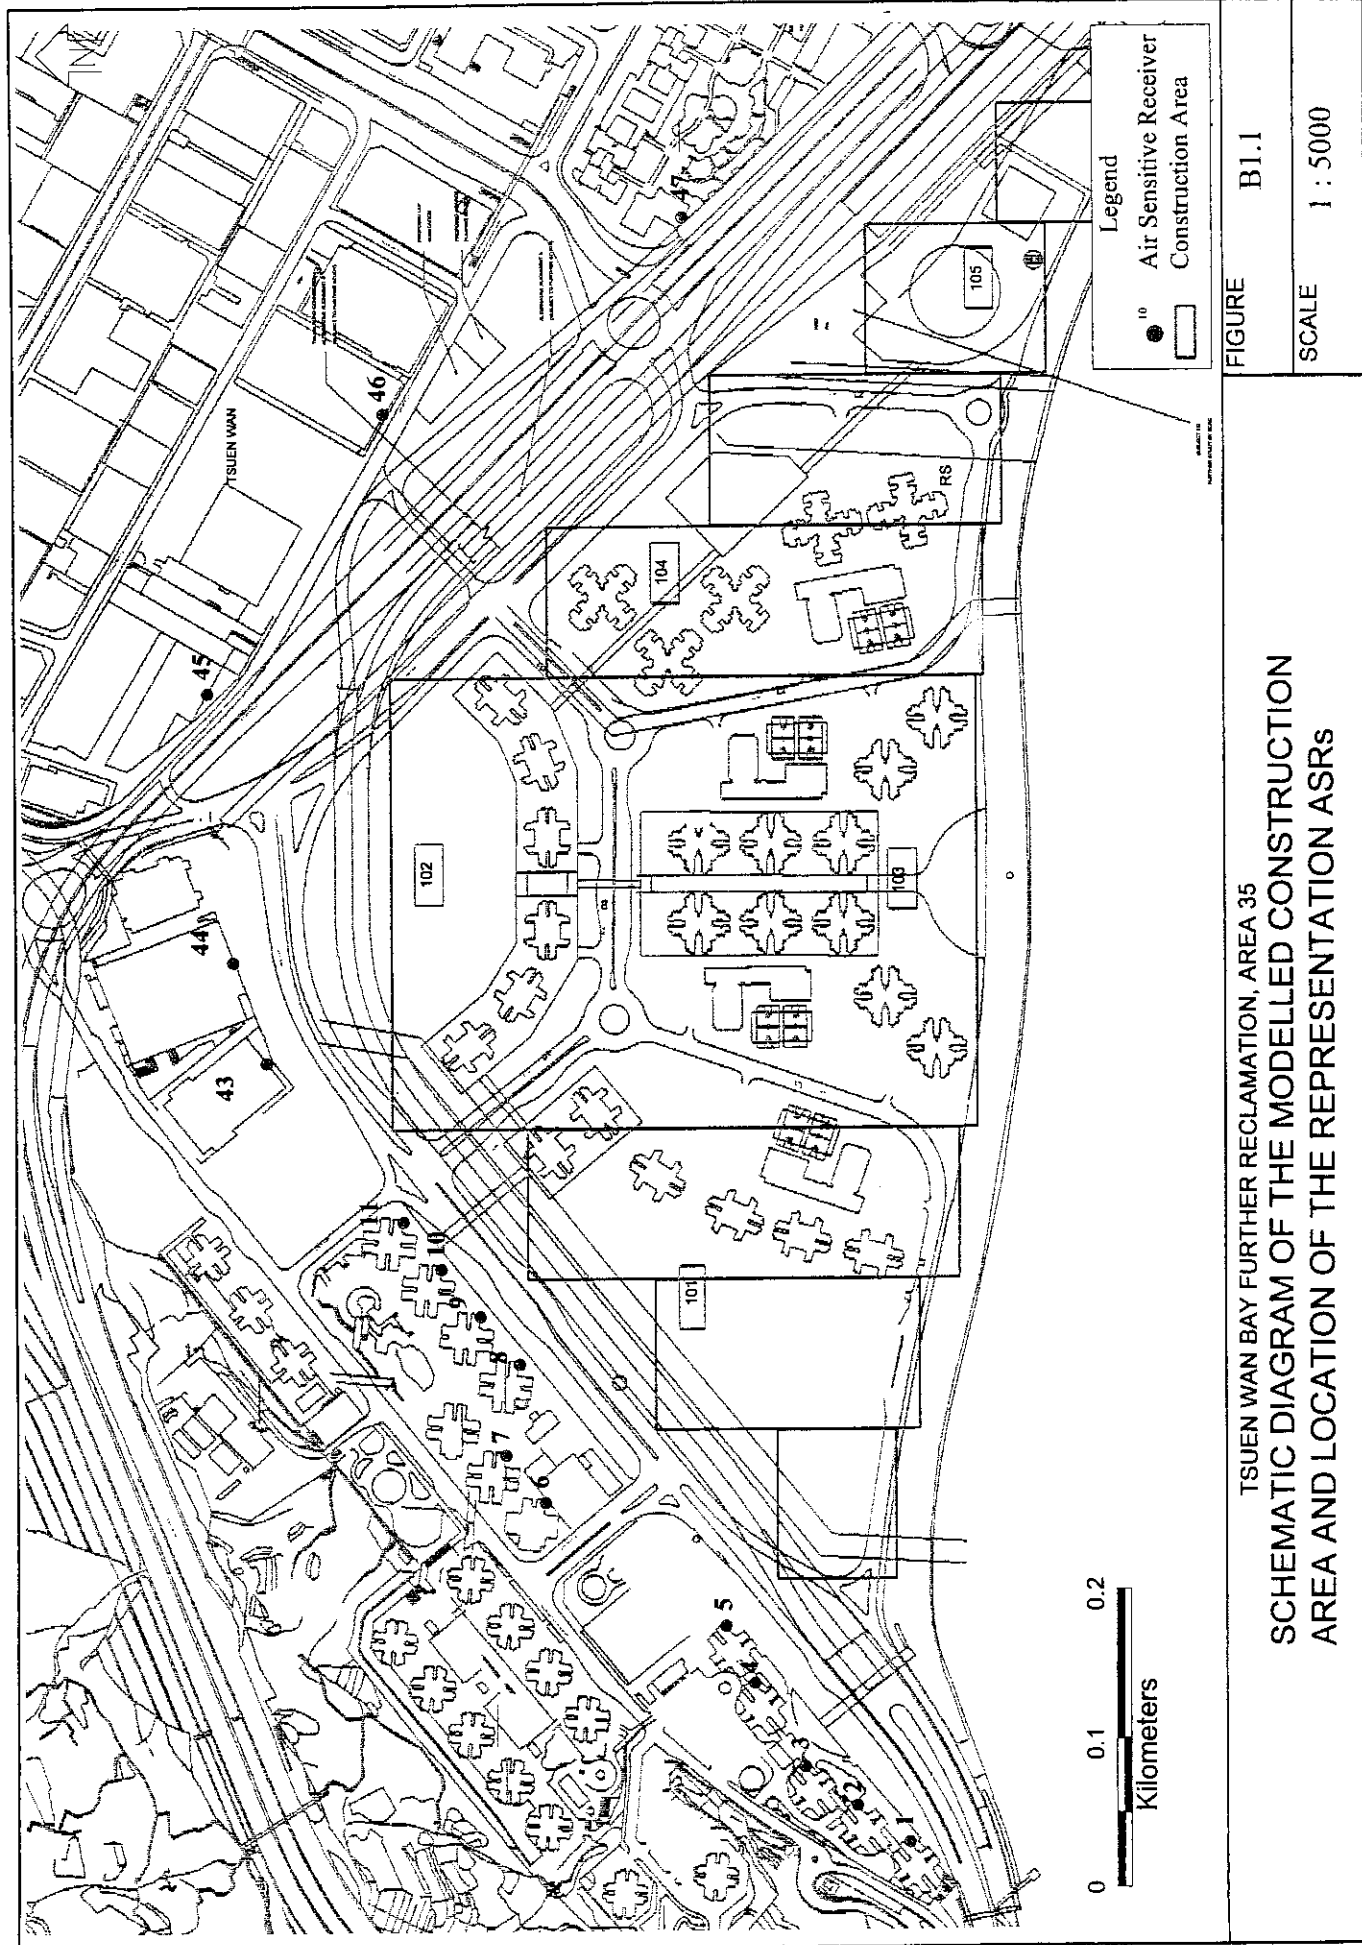 TSUEN WAN
45
46
47
44
43
11
10
9
8
7
6
5
4
3
2
1
102
104
105
103
101
RS
0
0.1
0.2
Kilometers
Legend
10
Air Sensitive Receiver
Construction Area
TSUEN WAN BAY FURTHER RECLAMATION, AREA 35
SCHEMATIC DIAGRAM OF THE MODELLED CONSTRUCTION
AREA AND LOCATION OF THE REPRESENTATION ASRs
FIGURE
B1.1
SCALE
1 : 5000